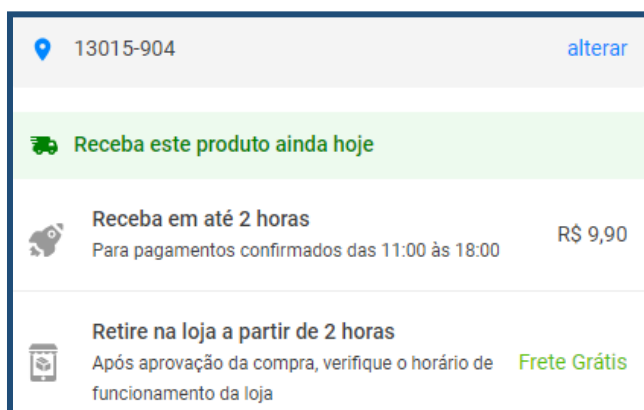 13015-904 alterar
Receba este produto ainda hoje
Receba em até 2 horas
Para pagamentos confirmados das 11:00 às 18:00
R$ 9,90
Retire na loja a partir de 2 horas
Após aprovação da compra, verifique o horário de
funcionamento da loja
Frete Grátis